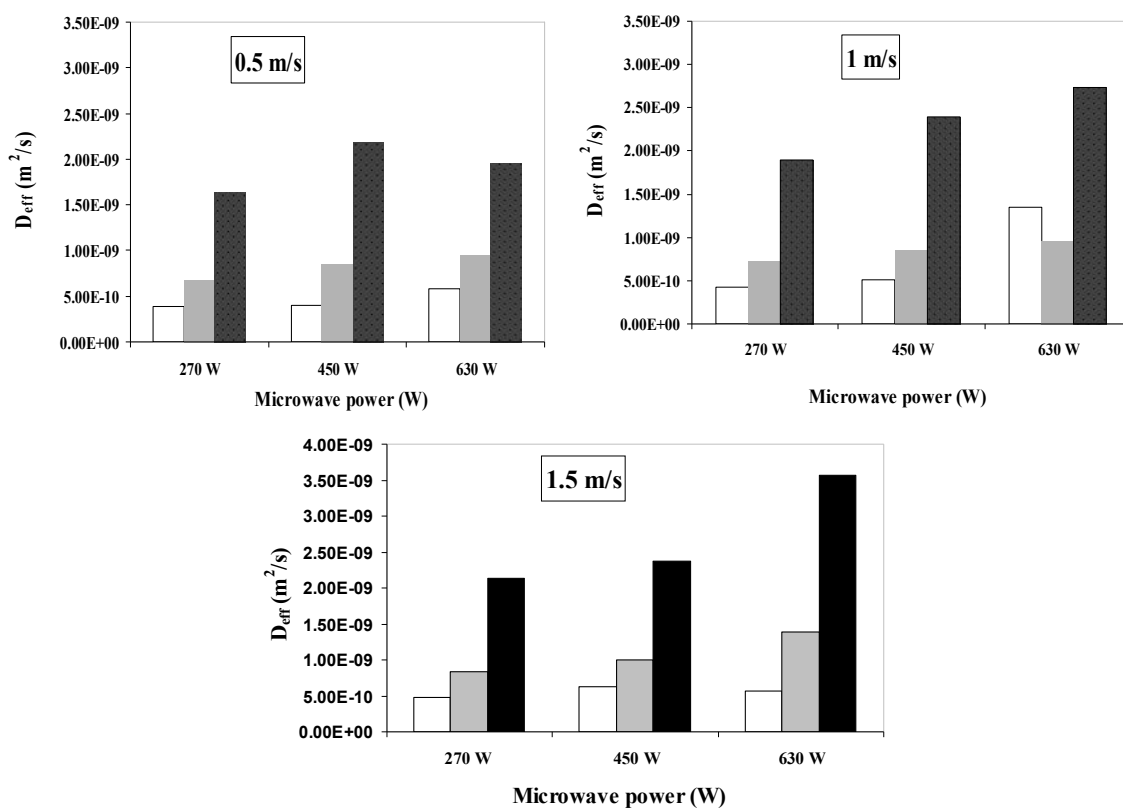 0.5 m/s
D_eff (m²/s)
3.50E-09
3.00E-09
2.50E-09
2.00E-09
1.50E-09
1.00E-09
5.00E-10
0.00E+00
270 W 450 W 630 W
Microwave power (W)
1 m/s
D_eff (m²/s)
3.50E-09
3.00E-09
2.50E-09
2.00E-09
1.50E-09
1.00E-09
5.00E-10
0.00E+00
270 W 450 W 630 W
Microwave power (W)
1.5 m/s
D_eff (m²/s)
4.00E-09
3.50E-09
3.00E-09
2.50E-09
2.00E-09
1.50E-09
1.00E-09
5.00E-10
0.00E+00
270 W 450 W 630 W
Microwave power (W)